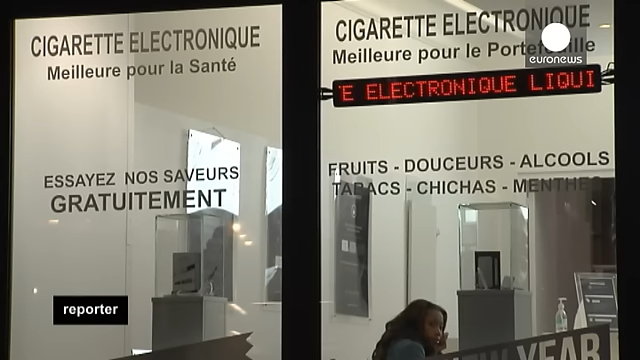 CIGARETTE ELECTRONIQUE
Meilleure pour la Santé
ESSAYEZ NOS SAVEURS
GRATUITEMENT
CIGARETTE ELECTRONIQUE
Meilleure pour le Portefeuille
euronews
E ELECTRONIQUE LIQUI
FRUITS - DOUCEURS - ALCOOLS
TABACS - CHICHAS - MENTHES
reporter
YEAR